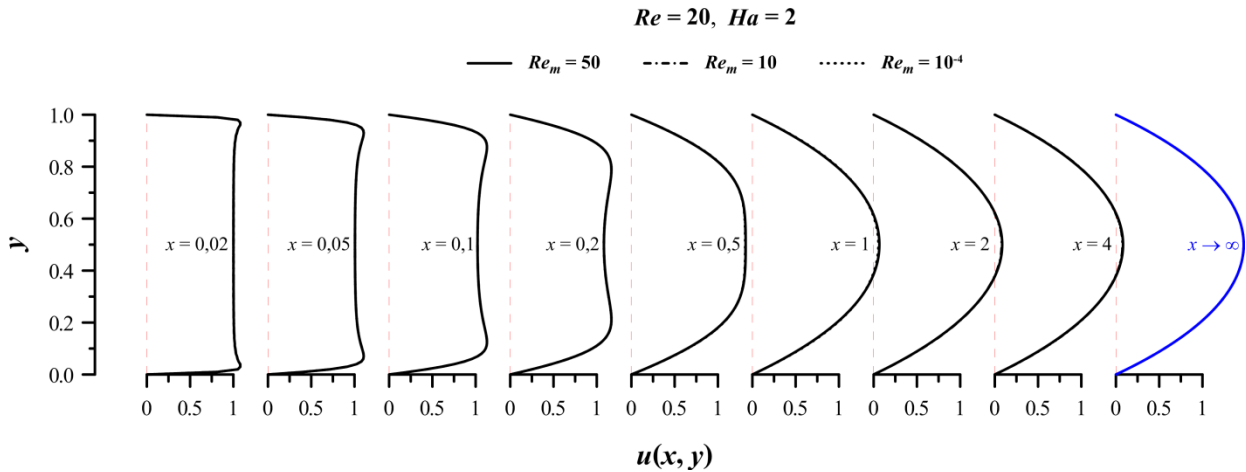 Re = 20, Ha = 2
Re_m = 50 Re_m = 10 Re_m = 10⁻⁴
1.0
0.8
0.6
0.4
0.2
0.0
y
x = 0,02 x = 0,05 x = 0,1 x = 0,2 x = 0,5 x = 1 x = 2 x = 4 x → ∞
0 0.5 1 0 0.5 1 0 0.5 1 0 0.5 1 0 0.5 1 0 0.5 1 0 0.5 1 0 0.5 1 0 0.5 1
u(x, y)